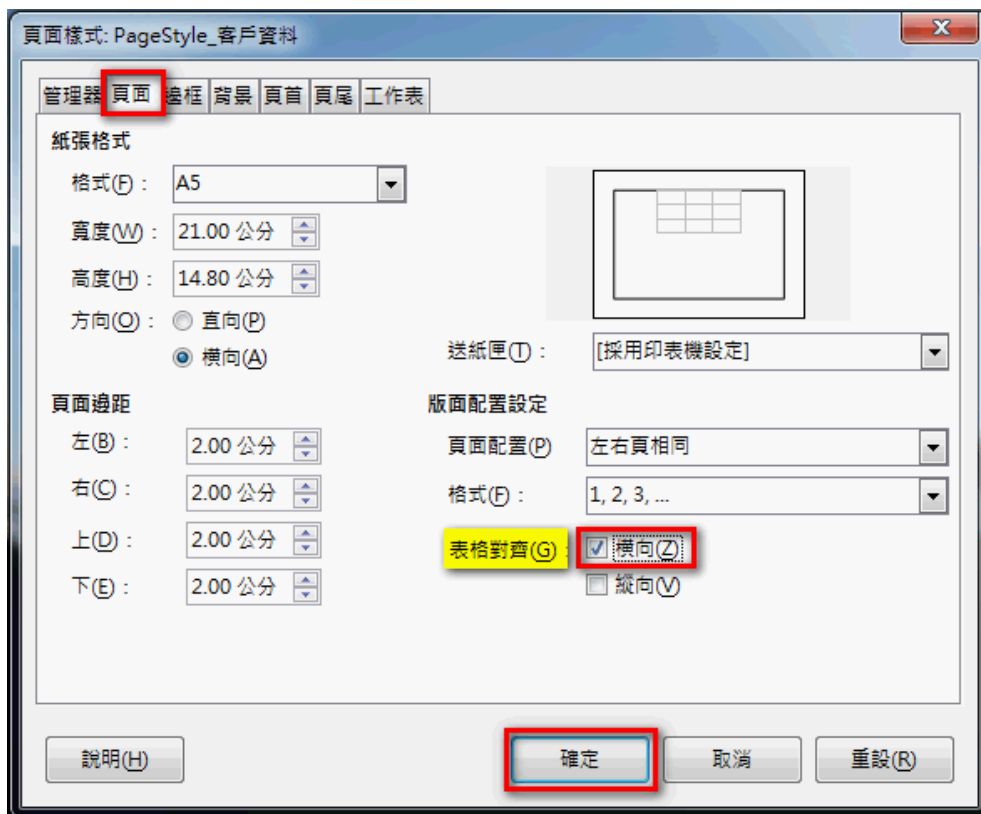 頁面樣式: PageStyle_客戶資料
管理器 頁面 邊框 背景 頁首 頁尾 工作表
紙張格式
格式(F)： A5
寬度(W)： 21.00 公分
高度(H)： 14.80 公分
方向(O)： 直向(P)
橫向(A)
送紙匣(T)： [採用印表機設定]
頁面邊距
左(B)： 2.00 公分
右(C)： 2.00 公分
上(D)： 2.00 公分
下(E)： 2.00 公分
版面配置設定
頁面配置(P) 左右頁相同
格式(F)： 1, 2, 3, ...
表格對齊(G)： 橫向(Z)
縱向(V)
說明(H) 確定 取消 重設(R)